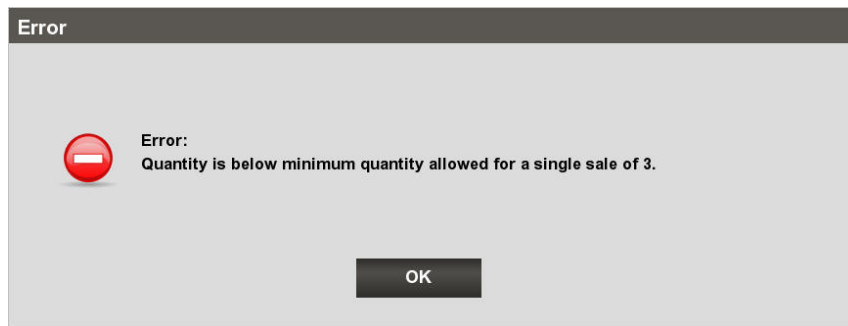 Error
Error:
Quantity is below minimum quantity allowed for a single sale of 3.
OK